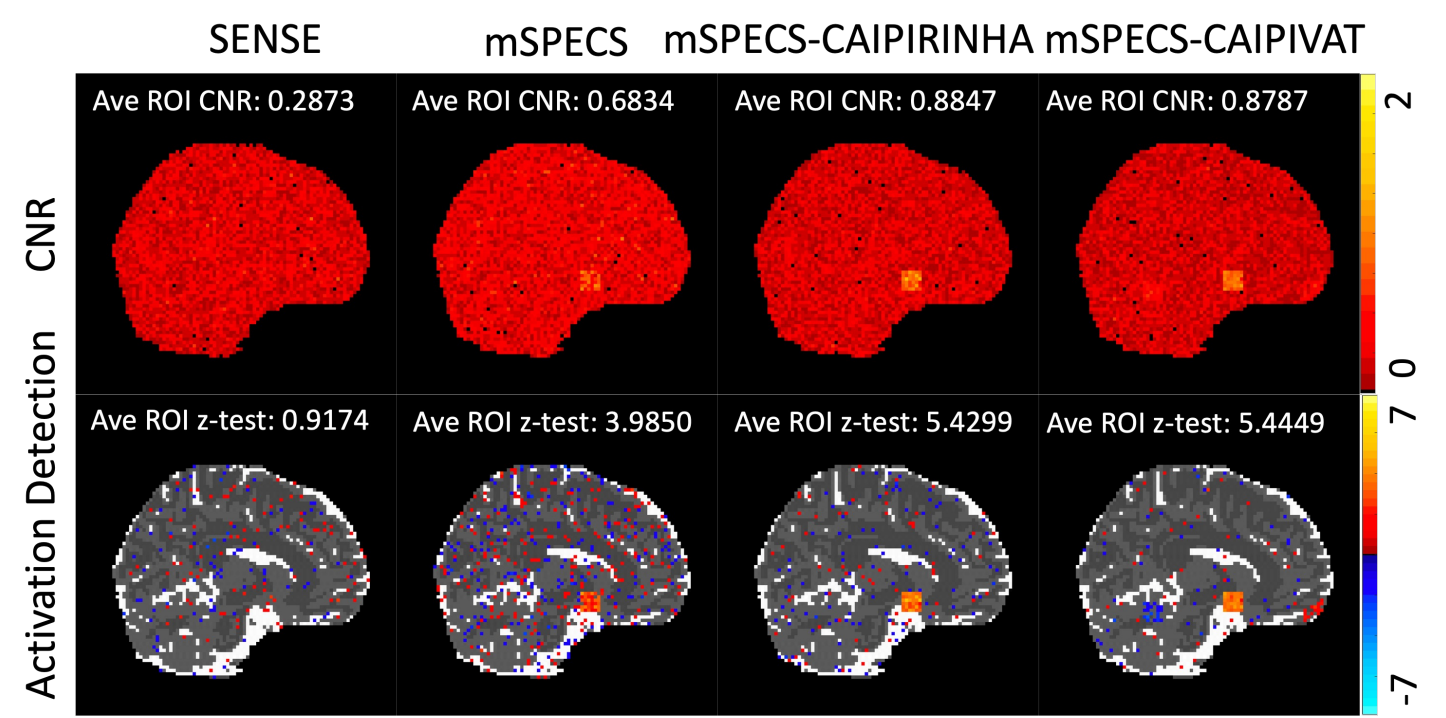 SENSE
mSPECS
mSPECS-CAIPIRINHA
mSPECS-CAIPIVAT
CNR
Ave ROI CNR: 0.2873
Ave ROI CNR: 0.6834
Ave ROI CNR: 0.8847
Ave ROI CNR: 0.8787
2
0
Activation Detection
Ave ROI z-test: 0.9174
Ave ROI z-test: 3.9850
Ave ROI z-test: 5.4299
Ave ROI z-test: 5.4449
7
-7